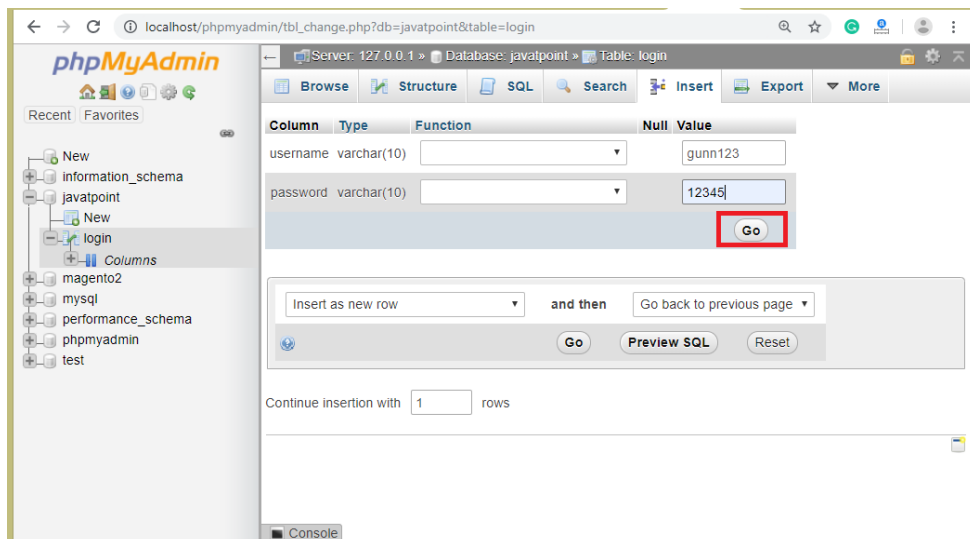 localhost/phpmyadmin/tbl_change.php?db=javatpoint&table=login
phpMyAdmin
Recent Favorites
New
information_schema
javatpoint
New
login
Columns
magento2
mysql
performance_schema
phpmyadmin
test
Server: 127.0.0.1 » Database: javatpoint » Table: login
Browse Structure SQL Search Insert Export More
Column Type Function Null Value
username varchar(10) gunn123
password varchar(10) 12345
Go
Insert as new row and then Go back to previous page
Go Preview SQL Reset
Continue insertion with 1 rows
Console